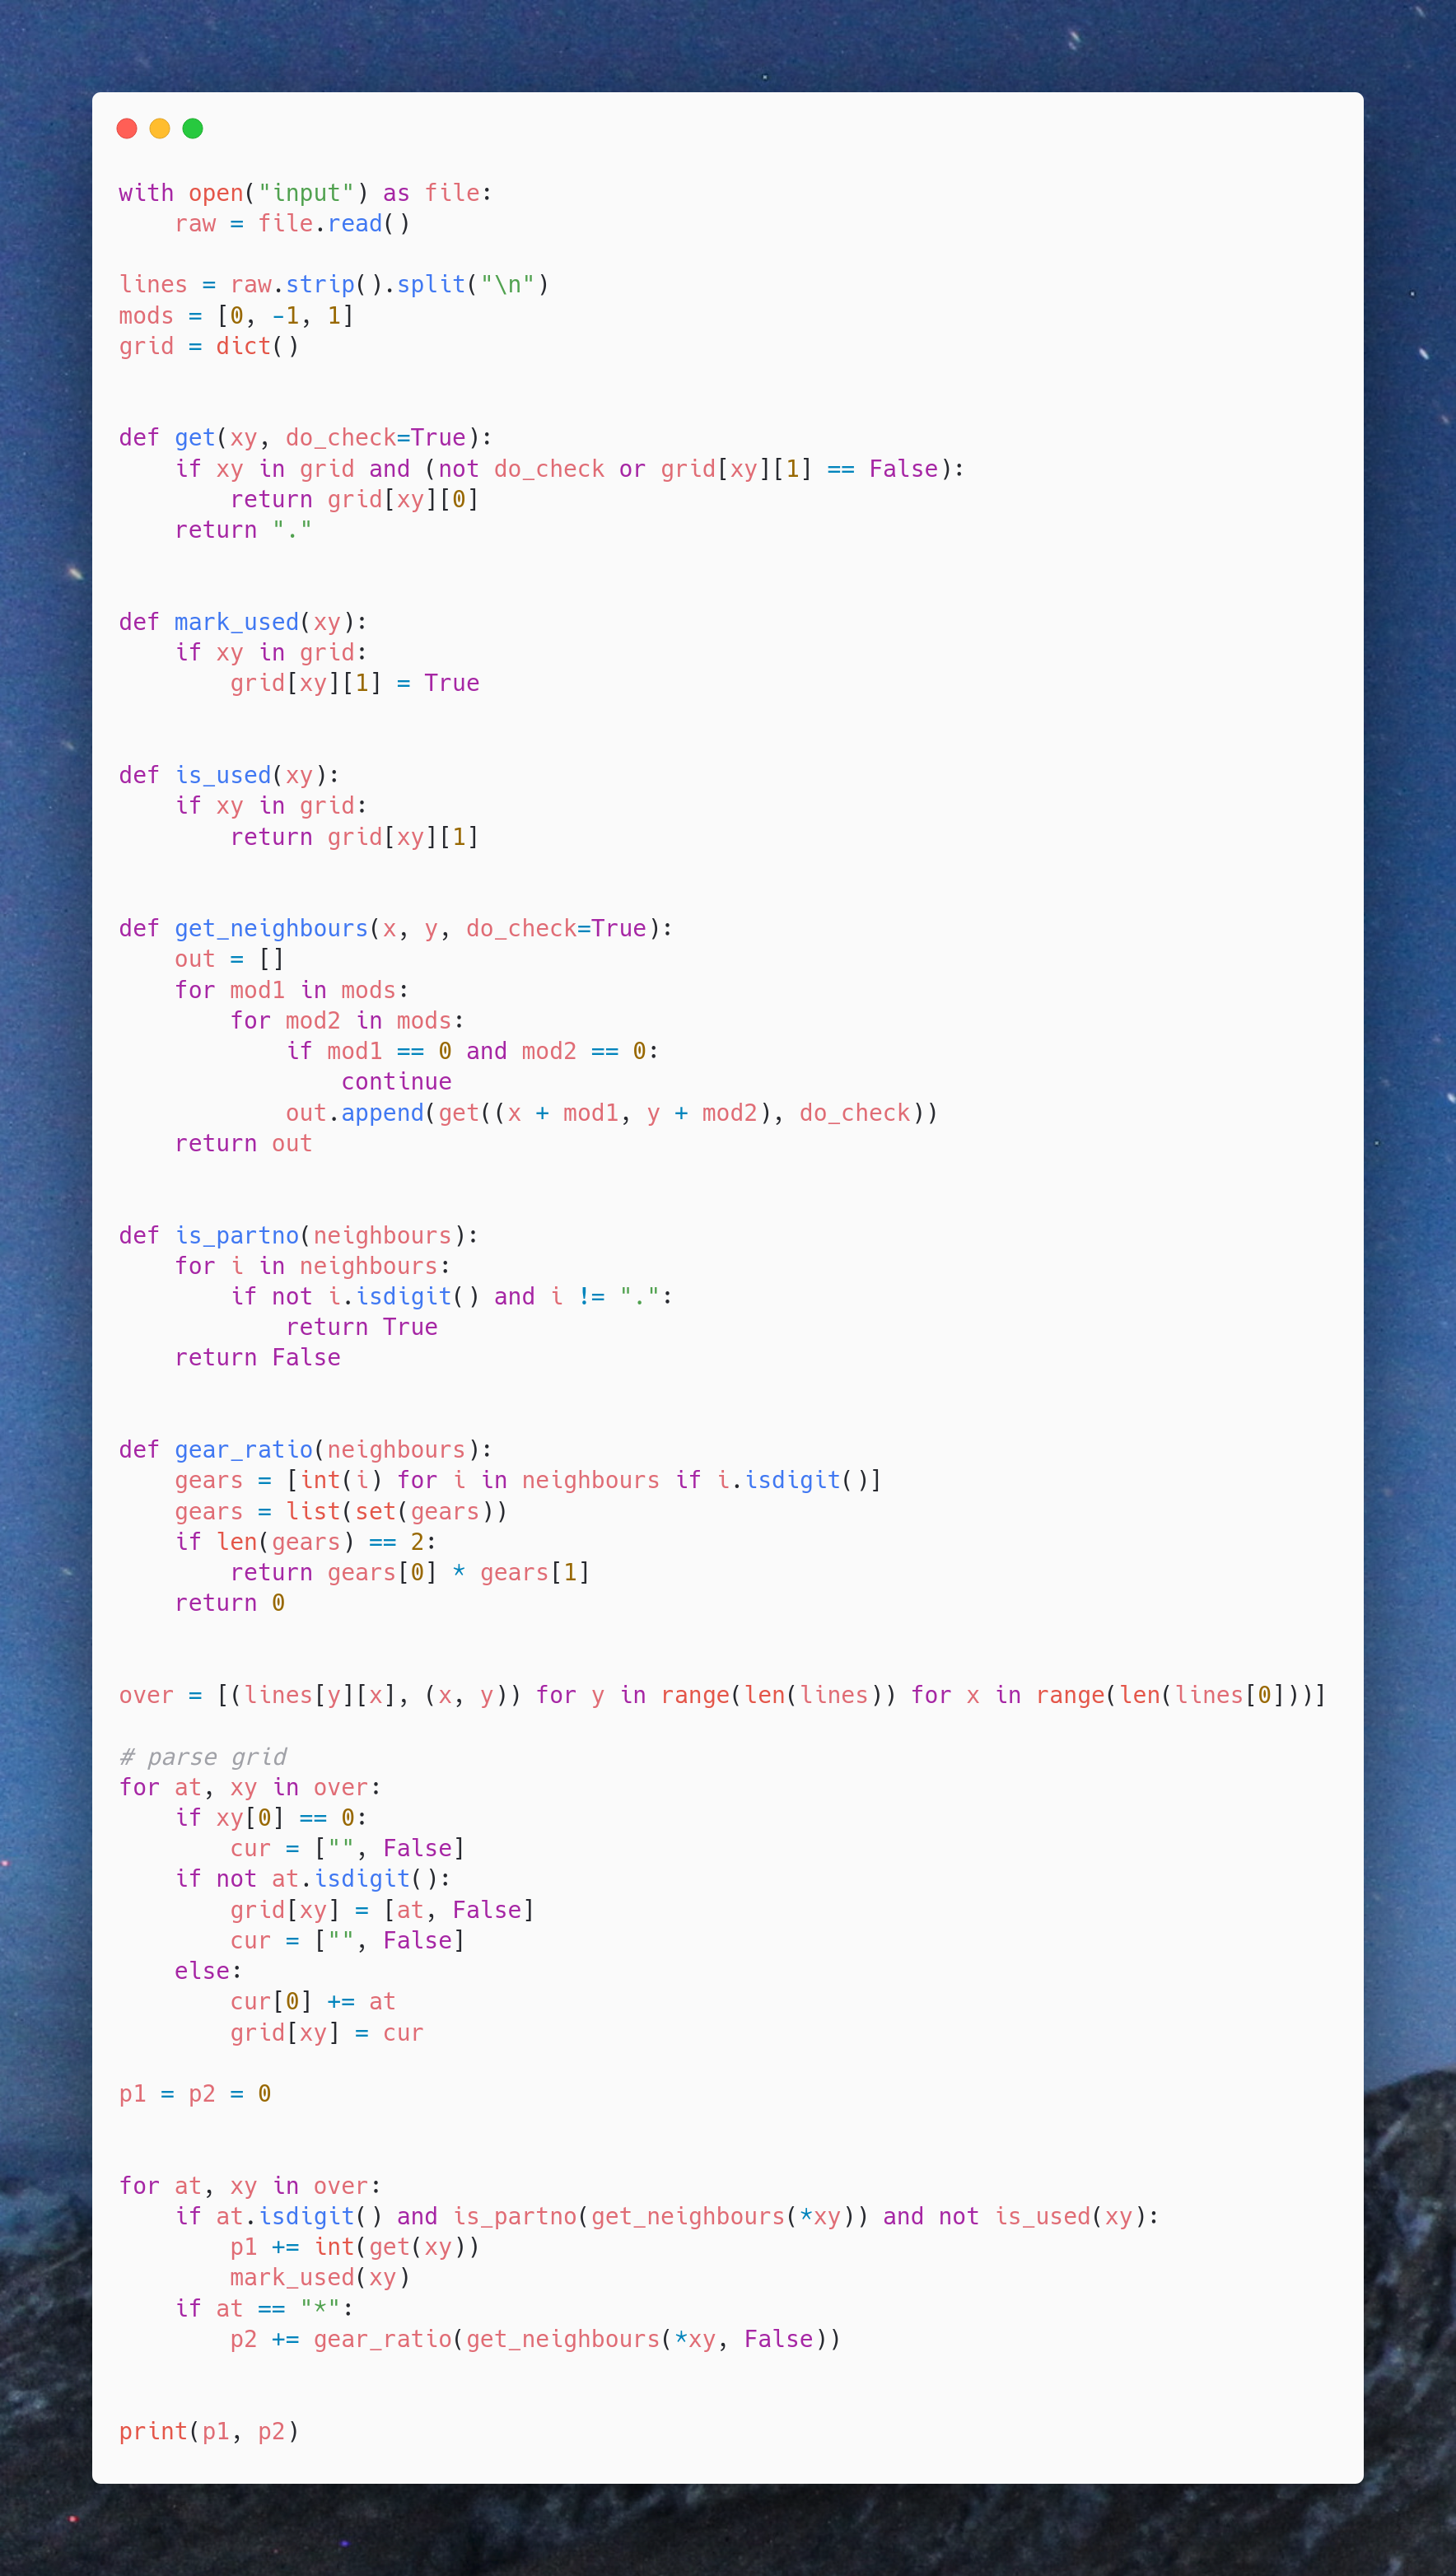 with open("input") as file:
    raw = file.read()

lines = raw.strip().split("\n")
mods = [0, -1, 1]
grid = dict()


def get(xy, do_check=True):
    if xy in grid and (not do_check or grid[xy][1] == False):
        return grid[xy][0]
    return "."


def mark_used(xy):
    if xy in grid:
        grid[xy][1] = True


def is_used(xy):
    if xy in grid:
        return grid[xy][1]


def get_neighbours(x, y, do_check=True):
    out = []
    for mod1 in mods:
        for mod2 in mods:
            if mod1 == 0 and mod2 == 0:
                continue
            out.append(get((x + mod1, y + mod2), do_check))
    return out


def is_partno(neighbours):
    for i in neighbours:
        if not i.isdigit() and i != ".":
            return True
    return False


def gear_ratio(neighbours):
    gears = [int(i) for i in neighbours if i.isdigit()]
    gears = list(set(gears))
    if len(gears) == 2:
        return gears[0] * gears[1]
    return 0


over = [(lines[y][x], (x, y)) for y in range(len(lines)) for x in range(len(lines[0]))]

# parse grid
for at, xy in over:
    if xy[0] == 0:
        cur = ["", False]
    if not at.isdigit():
        grid[xy] = [at, False]
        cur = ["", False]
    else:
        cur[0] += at
        grid[xy] = cur

p1 = p2 = 0


for at, xy in over:
    if at.isdigit() and is_partno(get_neighbours(*xy)) and not is_used(xy):
        p1 += int(get(xy))
        mark_used(xy)
    if at == "*":
        p2 += gear_ratio(get_neighbours(*xy, False))


print(p1, p2)